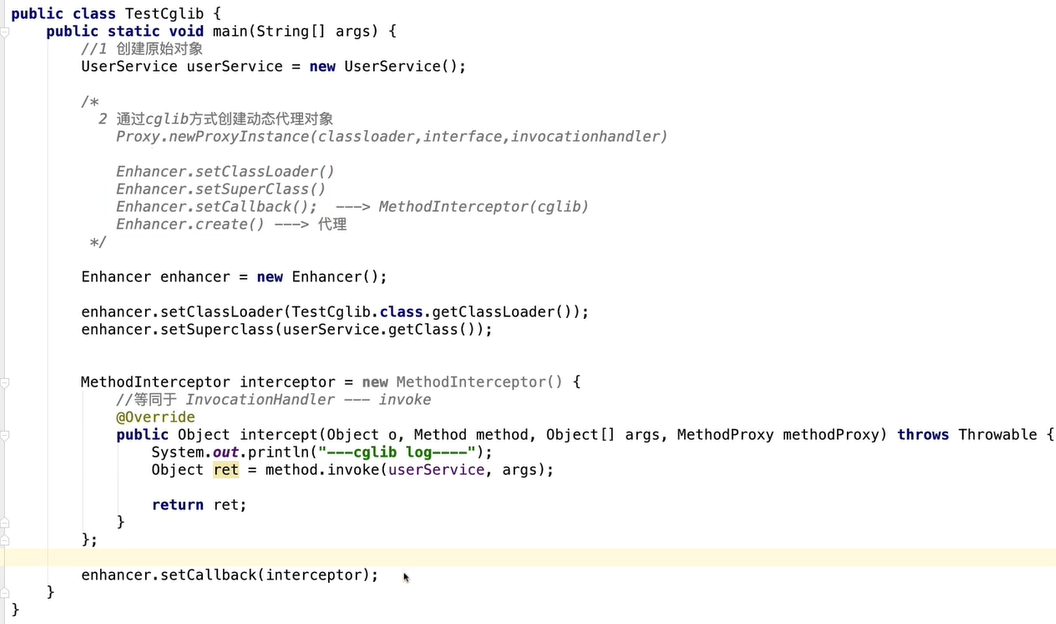 public class TestCglib {
public static void main(String[] args) {
//1 创建原始对象
UserService userService = new UserService();
/*
2 通过cglib方式创建动态代理对象
Proxy.newProxyInstance(classloader,interface,invocationhandler)
Enhancer.setClassLoader()
Enhancer.setSuperClass()
Enhancer.setCallback();  ---> MethodInterceptor(cglib)
Enhancer.create() ---> 代理
*/
Enhancer enhancer = new Enhancer();
enhancer.setClassLoader(TestCglib.class.getClassLoader());
enhancer.setSuperclass(userService.getClass());
MethodInterceptor interceptor = new MethodInterceptor() {
//等同于 InvocationHandler --- invoke
@Override
public Object intercept(Object o, Method method, Object[] args, MethodProxy methodProxy) throws Throwable {
System.out.println("---cglib log----");
Object ret = method.invoke(userService, args);
return ret;
}
};
enhancer.setCallback(interceptor);
}
}